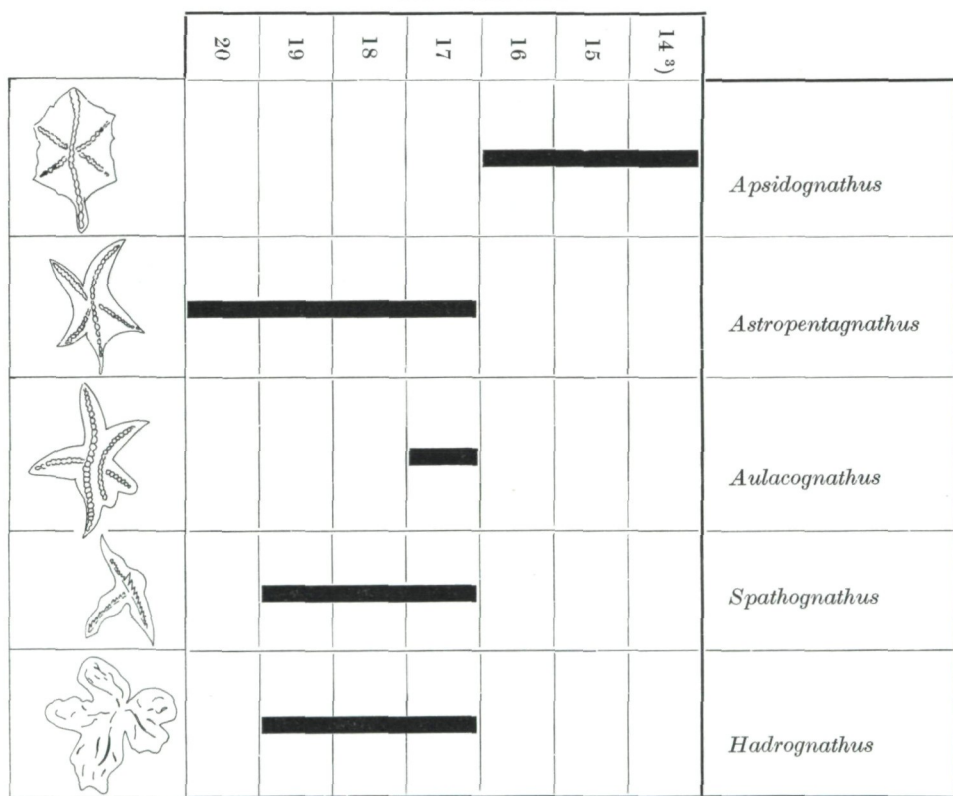 20 19 18 17 16 15 14 ³)
Apsidognathus
Astropentagnathus
Aulacognathus
Spathognathus
Hadrognathus